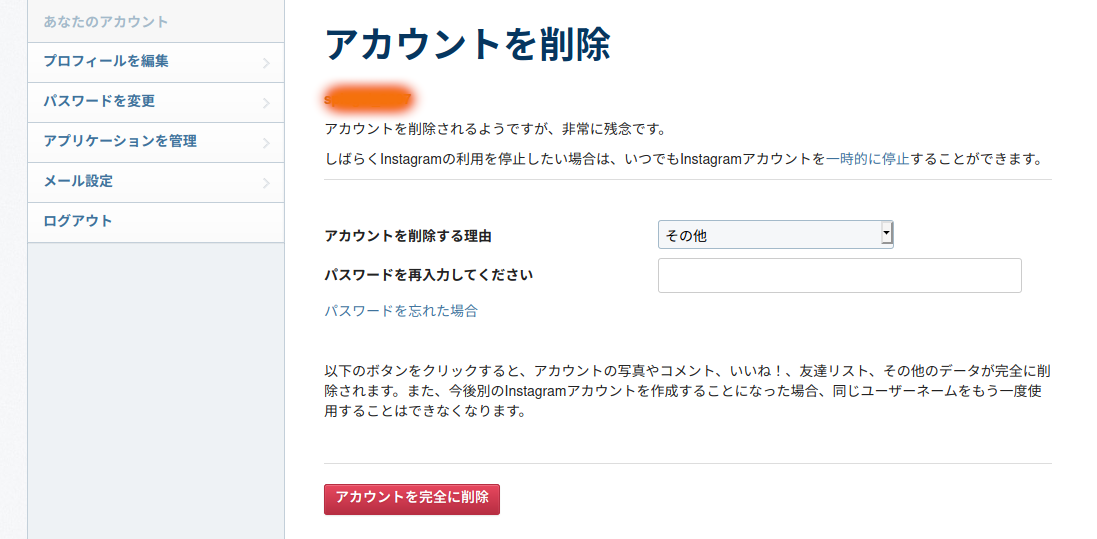 あなたのアカウント
プロフィールを編集
パスワードを変更
アプリケーションを管理
メール設定
ログアウト
アカウントを削除
アカウントを削除されるようですが、非常に残念です。
しばらくInstagramの利用を停止したい場合は、いつでもInstagramアカウントを一時的に停止することができます。
アカウントを削除する理由
その他
パスワードを再入力してください
パスワードを忘れた場合
以下のボタンをクリックすると、アカウントの写真やコメント、いいね！、友達リスト、その他のデータが完全に削
除されます。また、今後別のInstagramアカウントを作成することになった場合、同じユーザーネームをもう一度使
用することはできなくなります。
アカウントを完全に削除